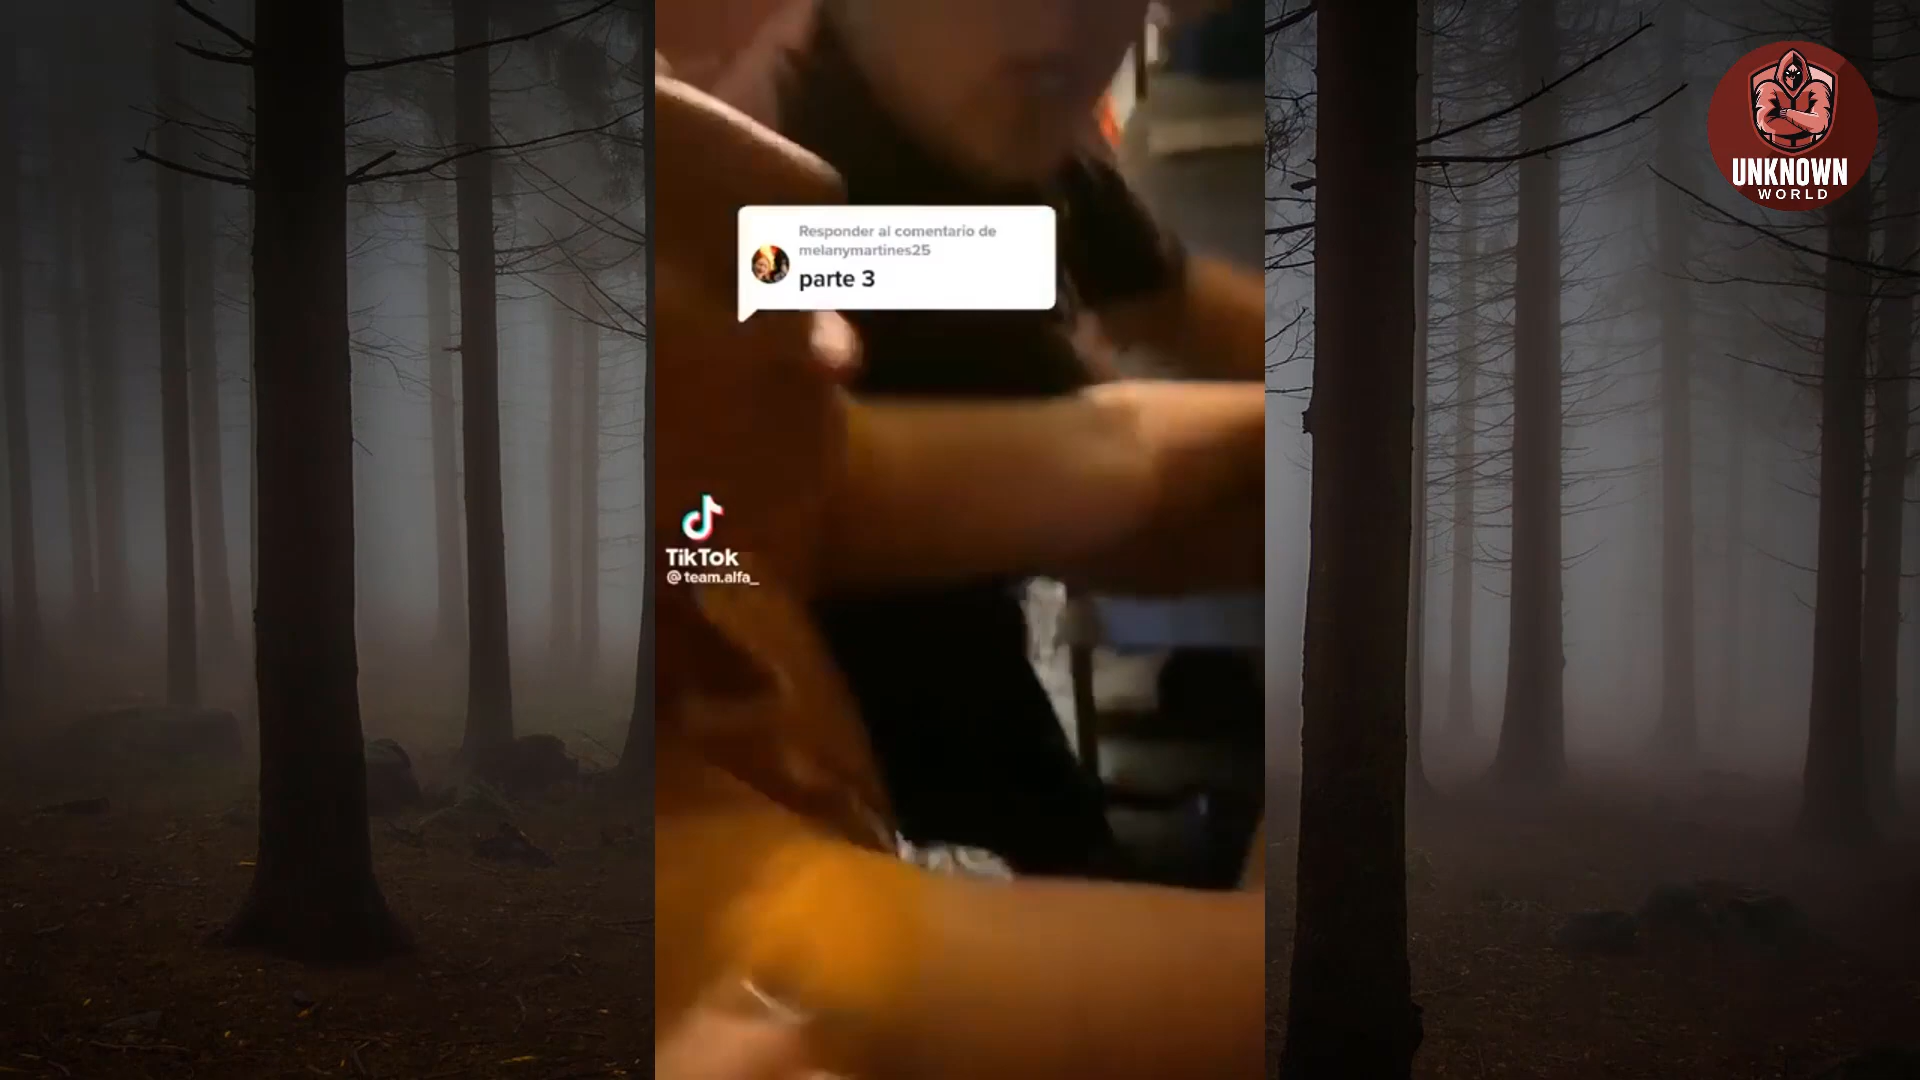 UNKNOWN
WORLD
Responder al comentario de
melanymartines25
parte 3
TikTok
@team.alfa_